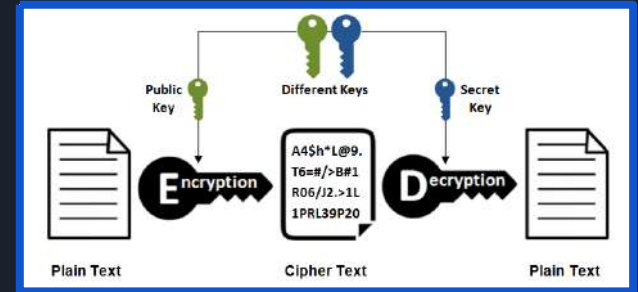 Public
Key
Different Keys
Secret
Key
Encryption
A4$h*L@9.
T6=#/>B#1
R06/J2.>1L
1PRL39P20
Decryption
Plain Text
Cipher Text
Plain Text